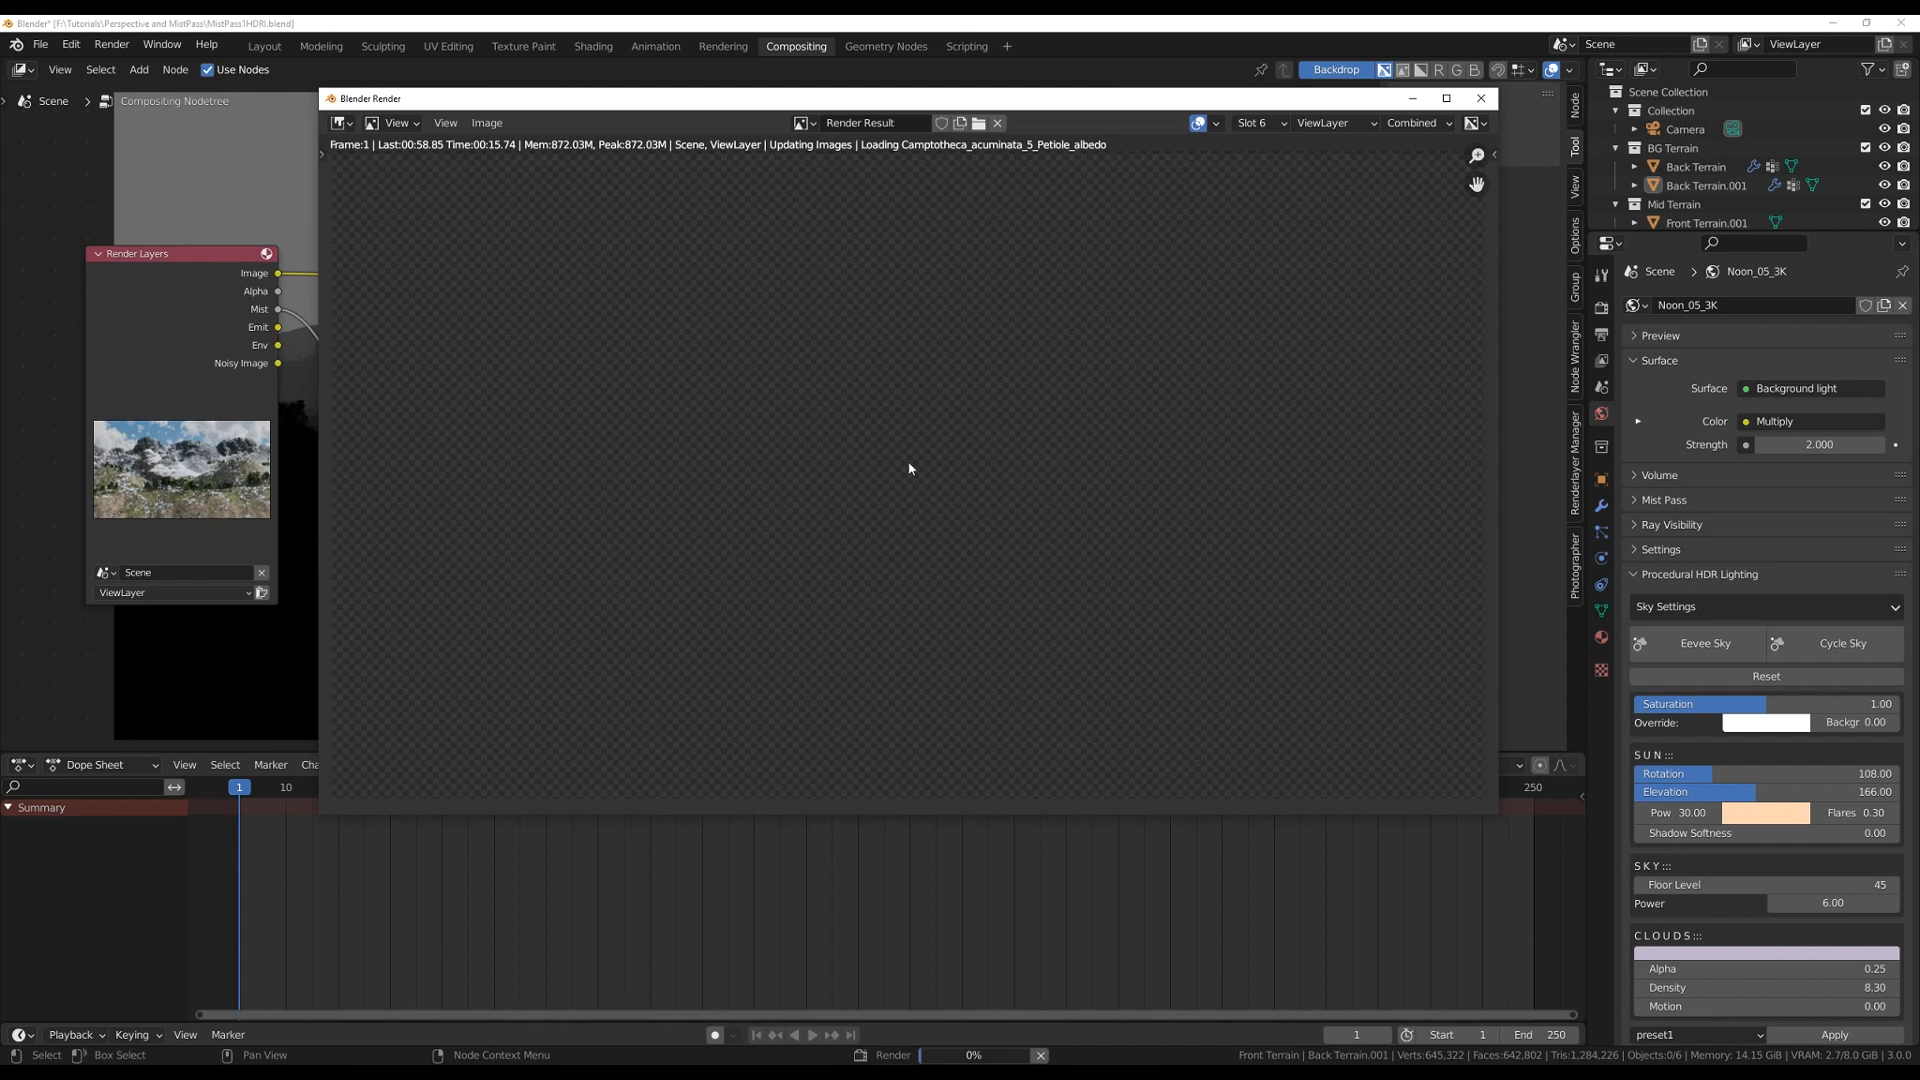 Blender* [F:\Tutorials\Perspective and MistPass\MistPass1HDRI.blend]
File Edit Render Window Help Layout Modeling Sculpting UV Editing Texture Paint Shading Animation Rendering Compositing Geometry Nodes Scripting + Scene ViewLayer
View Select Add Node Use Nodes Backdrop R G B
Scene > Compositing Nodetree
Blender Render
View View Image Render Result Slot 6 ViewLayer Combined
Frame:1 | Last:00:58.85 Time:00:15.74 | Mem:872.03M, Peak:872.03M | Scene, ViewLayer | Updating Images | Loading Camptotheca_acuminata_5_Petiole_albedo
Render Layers
Image
Alpha
Mist
Emit
Env
Noisy Image
Scene
ViewLayer
Node
Tool
View
Options
Group
Node Wrangler
Renderlayer Manager
Photographer
Scene Collection
Collection
Camera
BG Terrain
Back Terrain
Back Terrain.001
Mid Terrain
Front Terrain.001
Scene > Noon_05_3K
Noon_05_3K
Preview
Surface
Surface Background light
Color Multiply
Strength 2.000
Volume
Mist Pass
Ray Visibility
Settings
Procedural HDR Lighting
Sky Settings
Eevee Sky Cycle Sky
Reset
Saturation 1.00
Override: Backgr 0.00
SUN :::
Rotation 108.00
Elevation 166.00
Pow 30.00 Flares 0.30
Shadow Softness 0.00
SKY :::
Floor Level 45
Power 6.00
CLOUDS :::
Alpha 0.25
Density 8.30
Motion 0.00
preset1 Apply
Dope Sheet View Select Marker Cha
1 10 250
Summary
Playback Keying View Marker 1 Start 1 End 250
Select Box Select Pan View Node Context Menu Render 0% Front Terrain | Back Terrain.001 | Verts:645,322 | Faces:642,802 | Tris:1,284,226 | Objects:0/6 | Memory: 14.15 GiB | VRAM: 2.7/8.0 GiB | 3.0.0